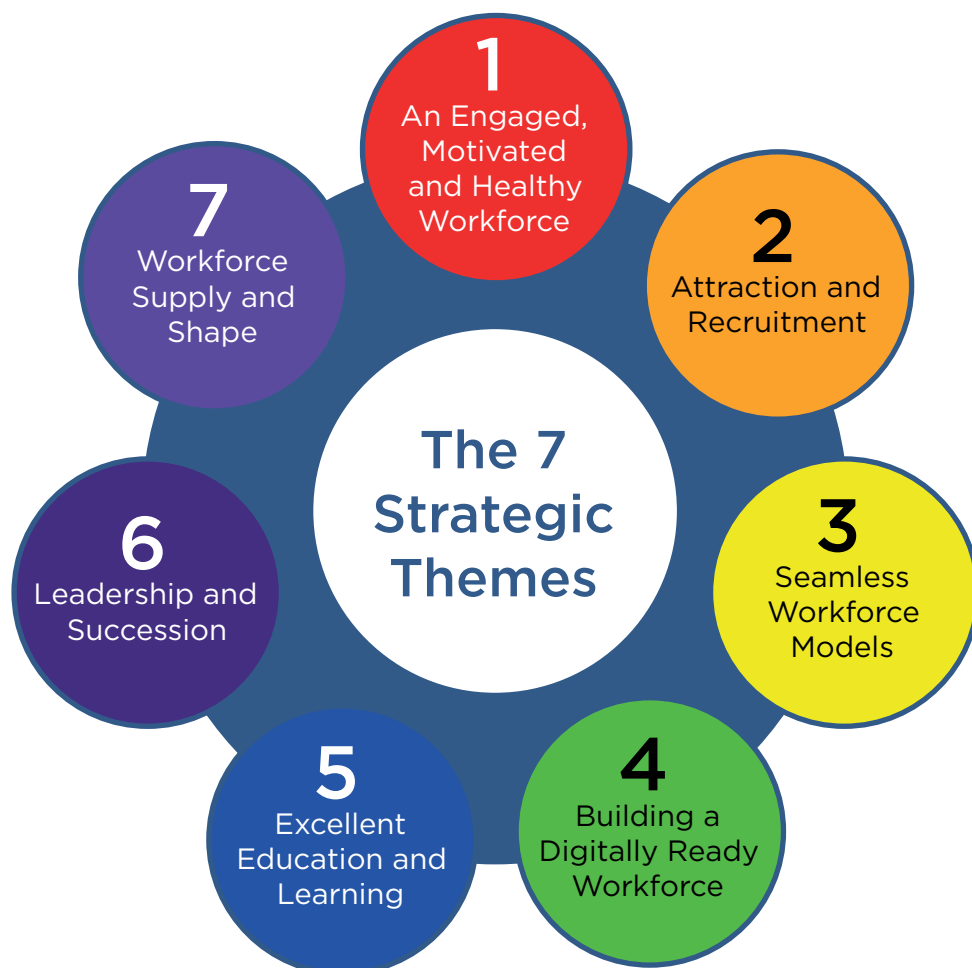 The 7
Strategic
Themes
1
An Engaged,
Motivated
and Healthy
Workforce
2
Attraction and
Recruitment
3
Seamless
Workforce
Models
4
Building a
Digitally Ready
Workforce
5
Excellent
Education and
Learning
6
Leadership and
Succession
7
Workforce
Supply and
Shape